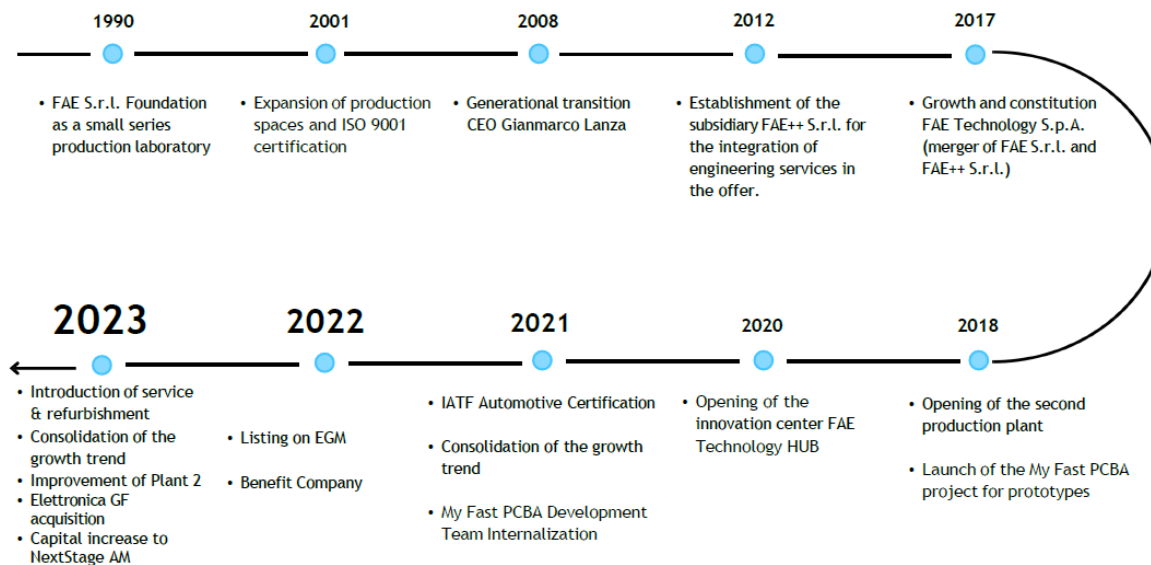 1990
2001
2008
2012
2017
• FAE S.r.l. Foundation
as a small series
production laboratory
• Expansion of production
spaces and ISO 9001
certification
• Generational transition
CEO Gianmarco Lanza
• Establishment of the
subsidiary FAE++ S.r.l. for
the integration of
engineering services in
the offer.
• Growth and constitution
FAE Technology S.p.A.
(merger of FAE S.r.l. and
FAE++ S.r.l.)
2023
2022
2021
2020
2018
• Introduction of service
& refurbishment
• Consolidation of the
growth trend
• Improvement of Plant 2
• Elettronica GF
acquisition
• Capital increase to
NextStage AM
• Listing on EGM
• Benefit Company
• IATF Automotive Certification
• Consolidation of the growth
trend
• My Fast PCBA Development
Team Internalization
• Opening of the
innovation center FAE
Technology HUB
• Opening of the second
production plant
• Launch of the My Fast PCBA
project for prototypes